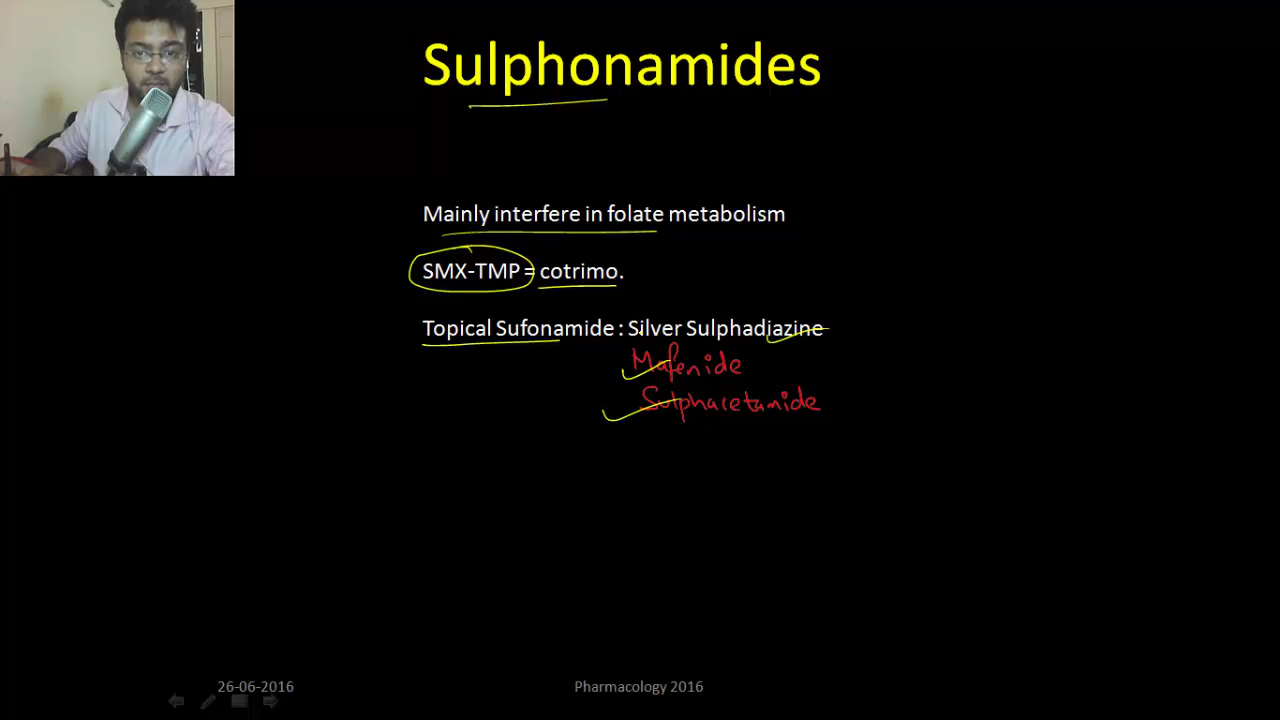 Sulphonamides
Mainly interfere in folate metabolism
SMX-TMP = cotrimo.
Topical Sufonamide : Silver Sulphadiazine
Mafenide
Sulphacetamide
26-06-2016
Pharmacology 2016